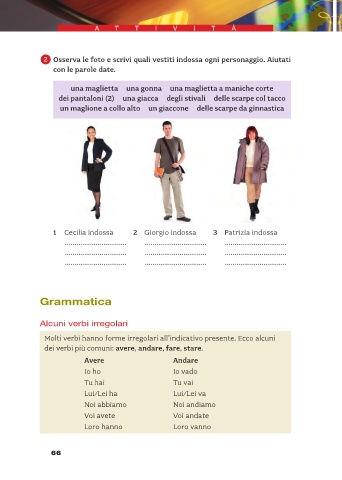 ATTIVITÀ
2 Osserva le foto e scrivi quali vestiti indossa ogni personaggio. Aiutati
con le parole date.
una maglietta una gonna una maglietta a maniche corte
dei pantaloni (2) una giacca degli stivali delle scarpe col tacco
un maglione a collo alto un giaccone delle scarpe da ginnastica
1 Cecilia indossa 2 Giorgio indossa 3 Patrizia indossa
Grammatica
Alcuni verbi irregolari
Molti verbi hanno forme irregolari all'indicativo presente. Ecco alcuni
dei verbi più comuni: avere, andare, fare, stare.
Avere Andare
Io ho Io vado
Tu hai Tu vai
Lui/Lei ha Lui/Lei va
Noi abbiamo Noi andiamo
Voi avete Voi andate
Loro hanno Loro vanno
66